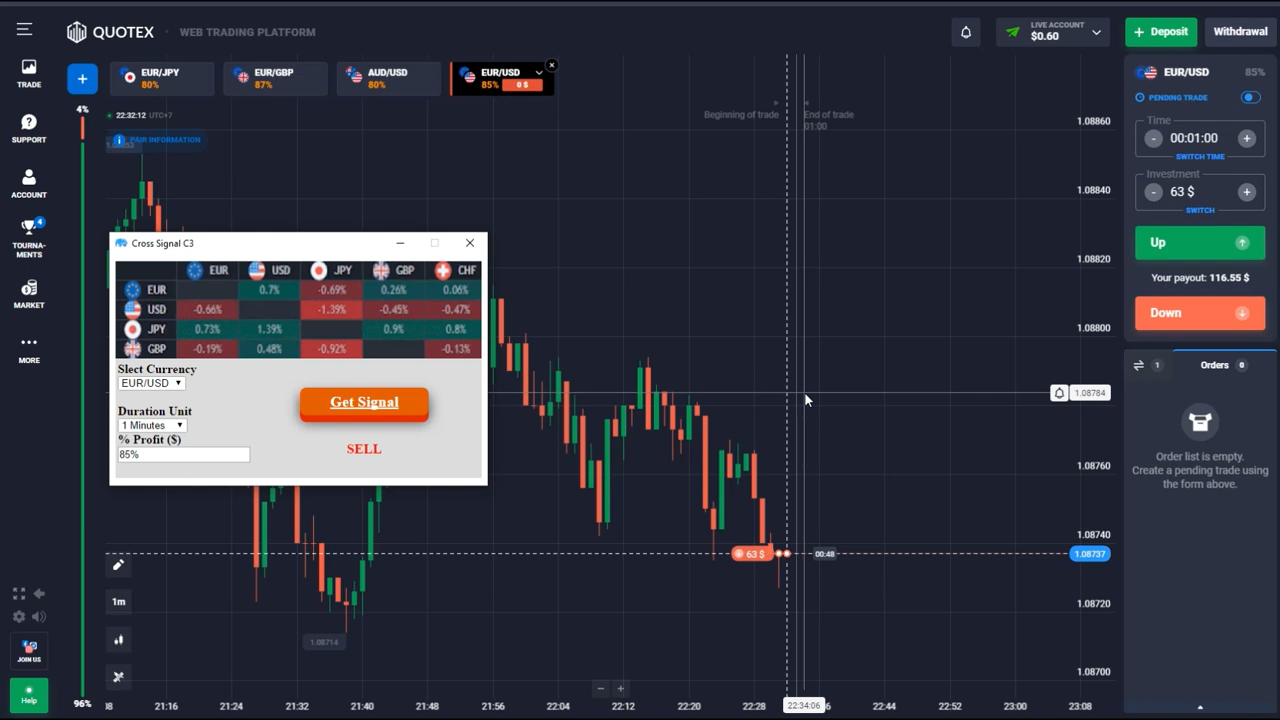 QUOTEX
WEB TRADING PLATFORM
LIVE ACCOUNT
$0.60
+ Deposit
Withdrawal
TRADE
SUPPORT
ACCOUNT
4
TOURNA-
MENTS
MARKET
MORE
JOIN US
Help
+
EUR/JPY
80%
EUR/GBP
87%
AUD/USD
80%
EUR/USD
85%
0 $
4%
96%
22:32:12 UTC+7
PAIR INFORMATION
Beginning of trade
End of trade
01:00
Cross Signal C3
EUR USD JPY GBP CHF
EUR 0.7% -0.69% 0.26% 0.06%
USD -0.66% -1.39% -0.45% -0.47%
JPY 0.73% 1.39% 0.9% 0.8%
GBP -0.19% 0.48% -0.92% -0.13%
Slect Currency
EUR/USD
Get Signal
Duration Unit
1 Minutes
% Profit ($)
SELL
85%
1.08860
1.08840
1.08820
1.08800
1.08784
1.08760
1.08740
1.08737
1.08720
1.08700
63 $
00:48
1.08714
1m
21:16 21:24 21:32 21:40 21:48 21:56 22:04 22:12 22:20 22:28 22:34:06 22:44 22:52 23:00 23:08
EUR/USD 85%
PENDING TRADE
Time
- 00:01:00 +
SWITCH TIME
Investment
- 63 $ +
SWITCH
Up
Your payout: 116.55 $
Down
1
Orders 0
Order list is empty.
Create a pending trade using
the form above.